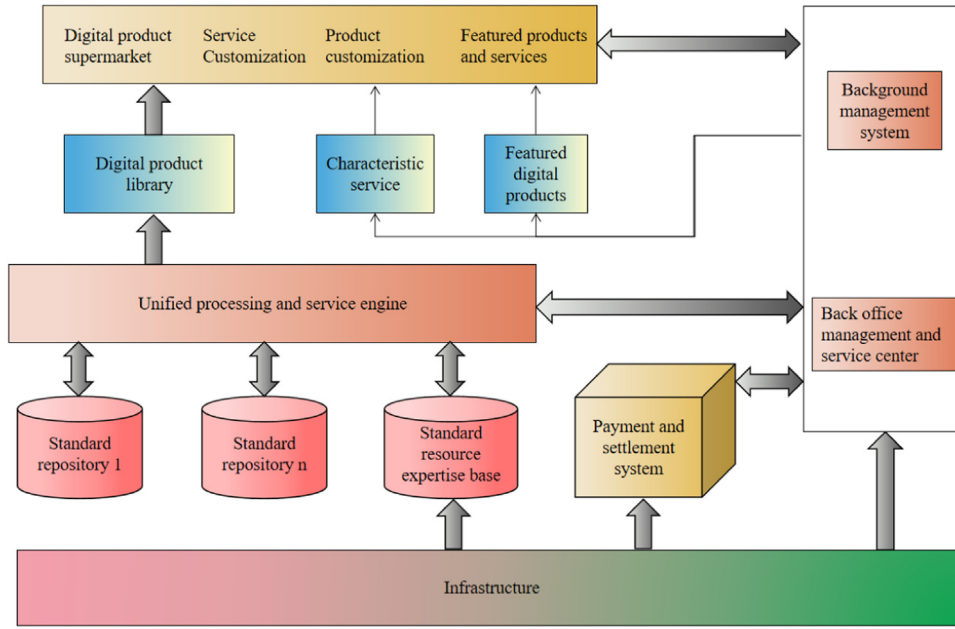 Digital product
supermarket
Service
Customization
Product
customization
Featured products
and services
Background
management
system
Digital product
library
Characteristic
service
Featured
digital
products
Unified processing and service engine
Back office
management and
service center
Standard
repository 1
Standard
repository n
Standard
resource
expertise base
Payment and
settlement
system
Infrastructure